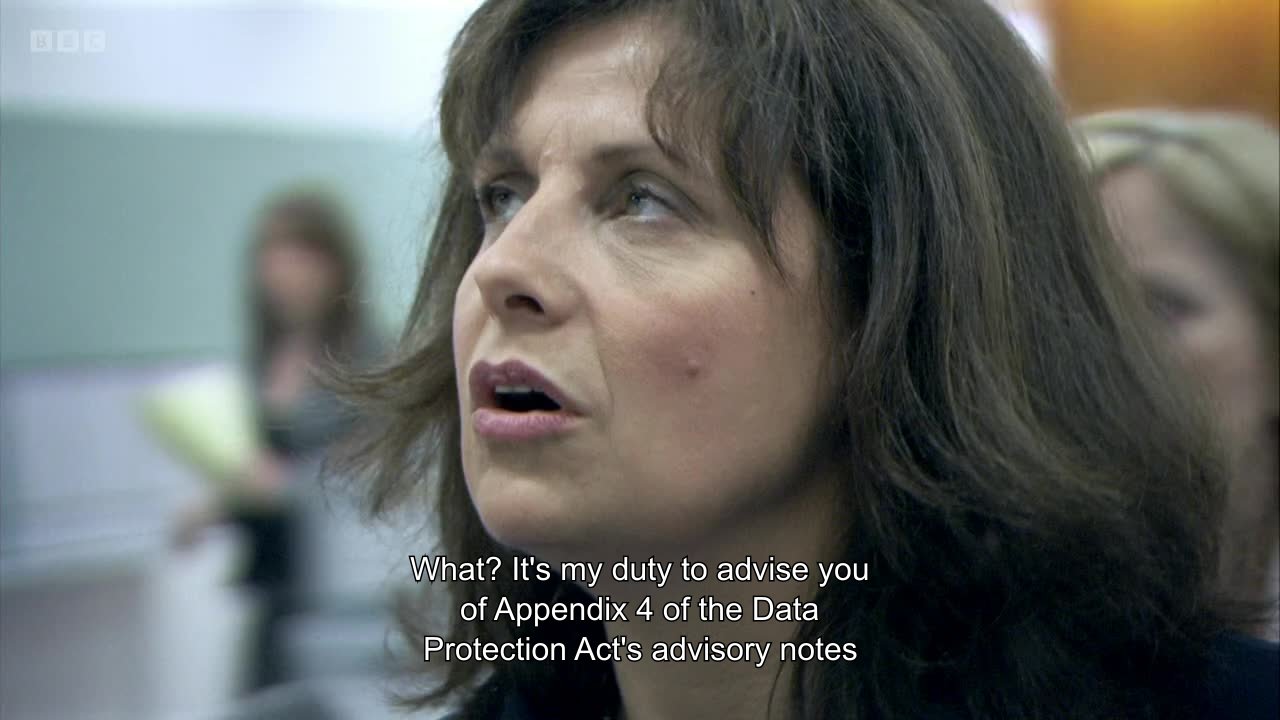 BBC
What? It's my duty to advise you
of Appendix 4 of the Data
Protection Act's advisory notes